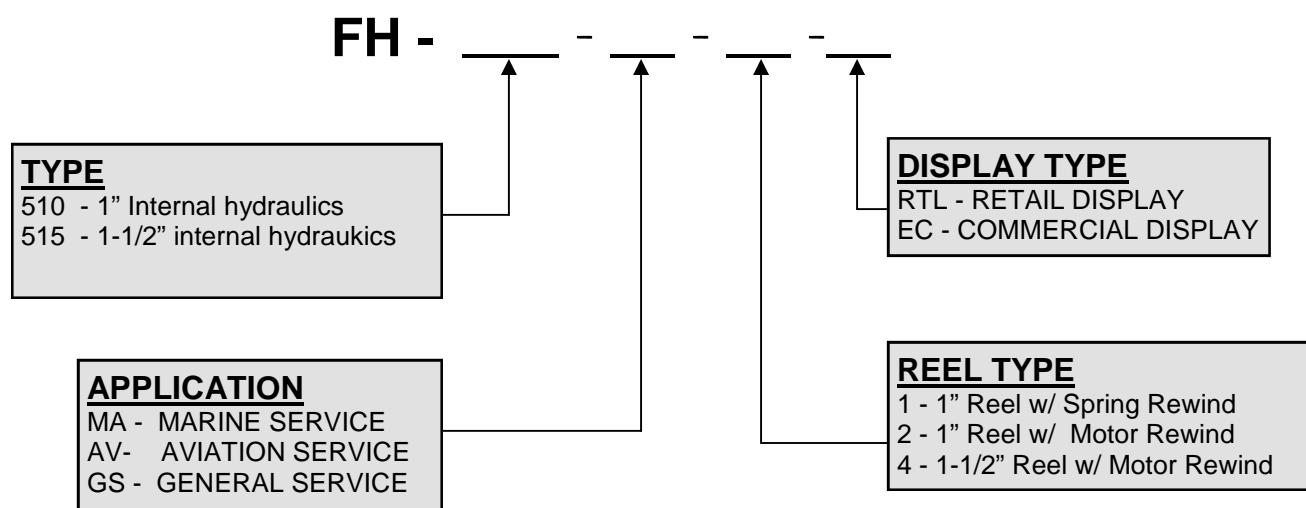 FH - ____ - ___ - ___ - ___
TYPE
510 - 1” Internal hydraulics
515 - 1-1/2” internal hydraukics
DISPLAY TYPE
RTL - RETAIL DISPLAY
EC - COMMERCIAL DISPLAY
APPLICATION
MA - MARINE SERVICE
AV- AVIATION SERVICE
GS - GENERAL SERVICE
REEL TYPE
1 - 1” Reel w/ Spring Rewind
2 - 1” Reel w/ Motor Rewind
4 - 1-1/2” Reel w/ Motor Rewind